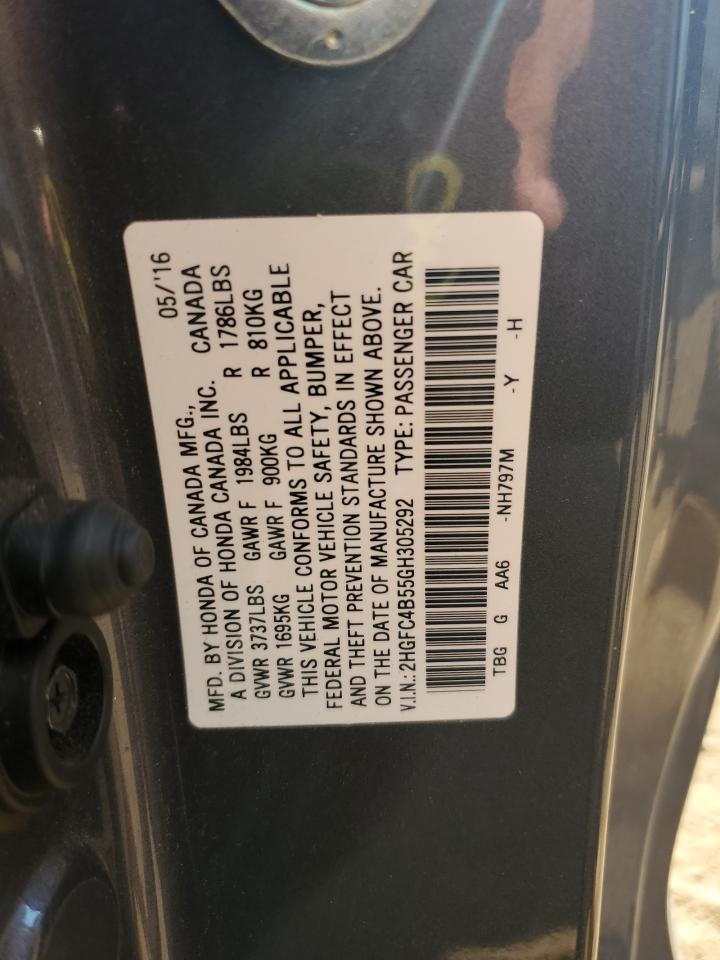 MFD. BY HONDA OF CANADA MFG., 05/'16
A DIVISION OF HONDA CANADA INC. CANADA
GVWR 3737LBS GAWR F 1984LBS R 1786LBS
GVWR 1695KG GAWR F 900KG R 810KG
THIS VEHICLE CONFORMS TO ALL APPLICABLE
FEDERAL MOTOR VEHICLE SAFETY, BUMPER,
AND THEFT PREVENTION STANDARDS IN EFFECT
ON THE DATE OF MANUFACTURE SHOWN ABOVE.
V.I.N.: 2HGFC4B55GH305292 TYPE: PASSENGER CAR
TBG G AA6 -NH797M -Y -H